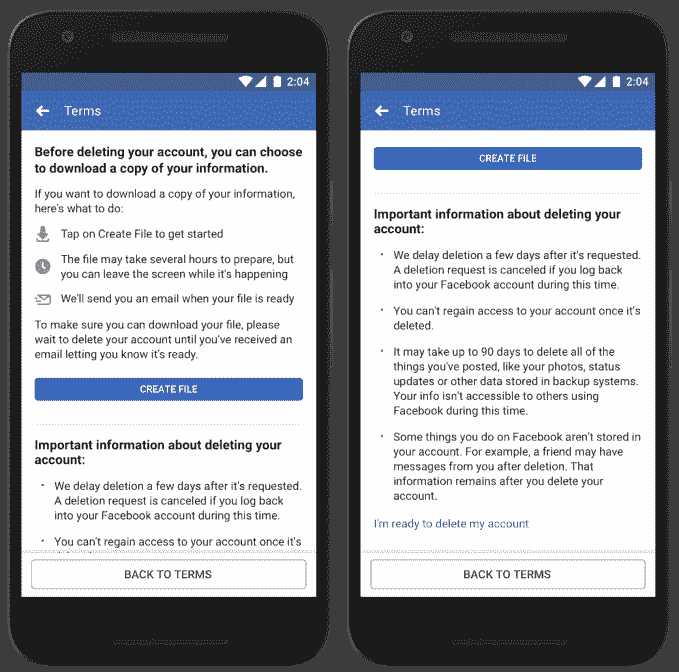 2:04
Terms
Before deleting your account, you can choose
to download a copy of your information.
If you want to download a copy of your information,
here's what to do:
Tap on Create File to get started
The file may take several hours to prepare, but
you can leave the screen while it's happening
We'll send you an email when your file is ready
To make sure you can download your file, please
wait to delete your account until you've received an
email letting you know it's ready.
CREATE FILE
Important information about deleting your
account:
• We delay deletion a few days after it's requested.
A deletion request is canceled if you log back
into your Facebook account during this time.
• You can't regain access to your account once it's
BACK TO TERMS
2:04
Terms
CREATE FILE
Important information about deleting your
account:
• We delay deletion a few days after it's requested.
A deletion request is canceled if you log back
into your Facebook account during this time.
• You can't regain access to your account once it's
deleted.
• It may take up to 90 days to delete all of the
things you've posted, like your photos, status
updates or other data stored in backup systems.
Your info isn't accessible to others using
Facebook during this time.
• Some things you do on Facebook aren't stored in
your account. For example, a friend may have
messages from you after deletion. That
information remains after you delete your
account.
I'm ready to delete my account
BACK TO TERMS